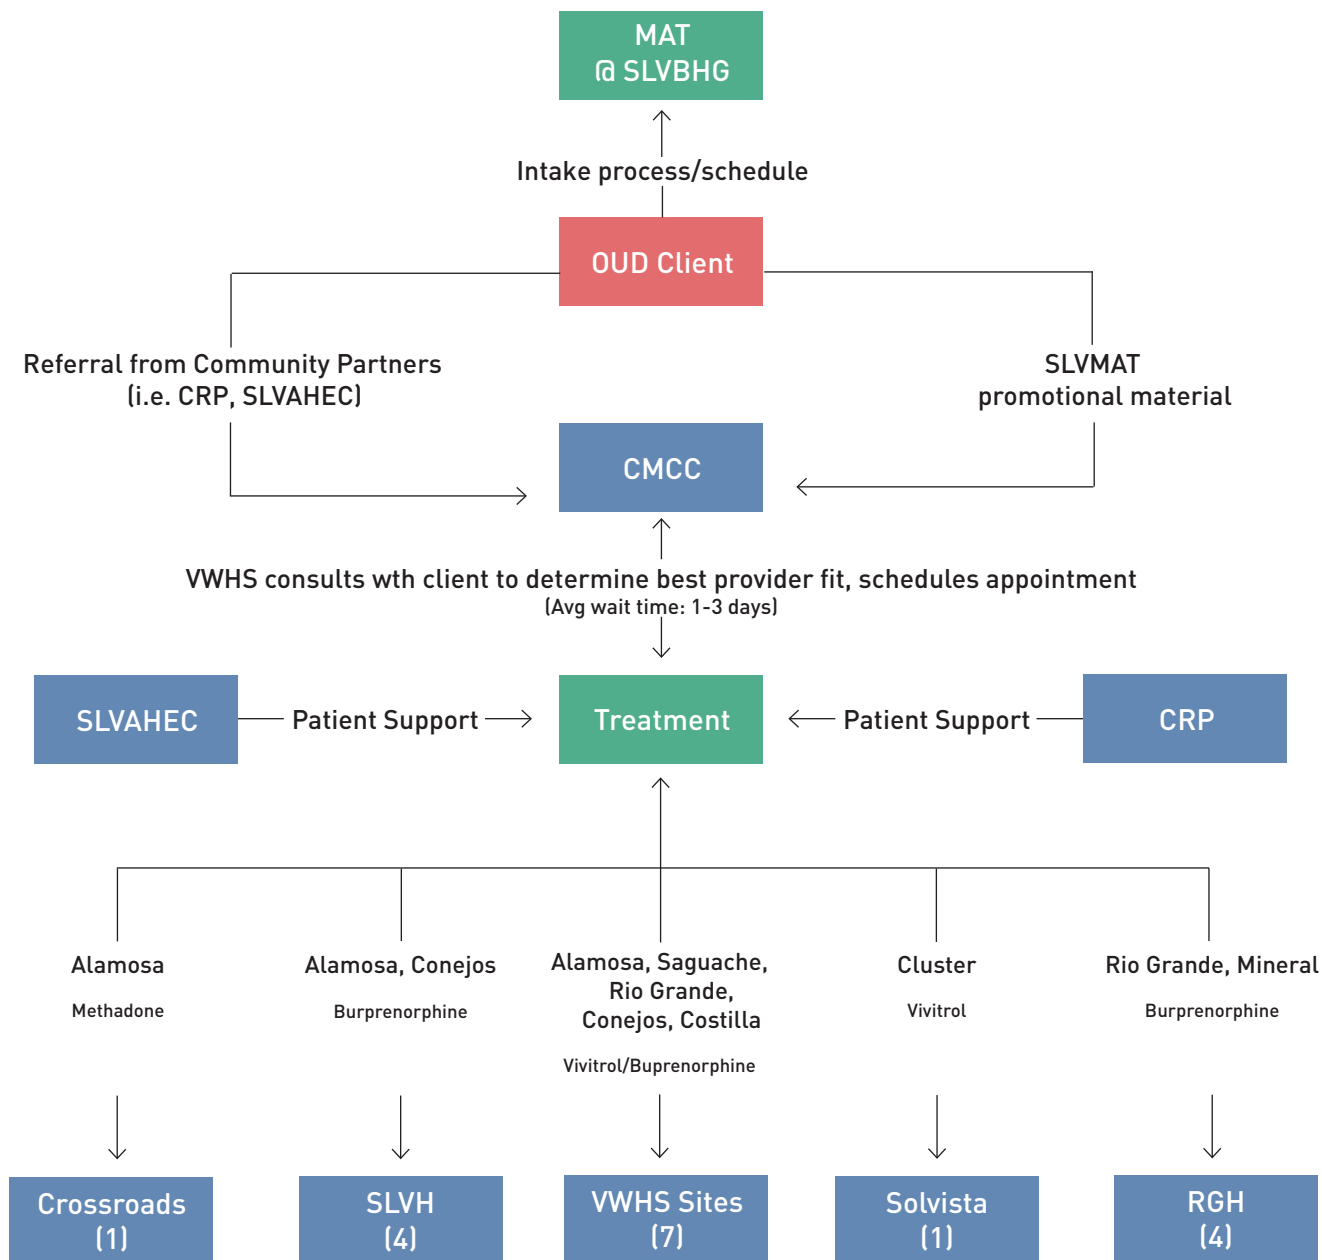 MAT
@ SLVBHG
Intake process/schedule
OUD Client
Referral from Community Partners
(i.e. CRP, SLVAHEC)
SLVMAT
promotional material
CMCC
VWHS consults wth client to determine best provider fit, schedules appointment
(Avg wait time: 1-3 days)
SLVAHEC
Patient Support
Treatment
Patient Support
CRP
Alamosa
Methadone
Alamosa, Conejos
Burprenorphine
Alamosa, Saguache,
Rio Grande,
Conejos, Costilla
Vivitrol/Buprenorphine
Cluster
Vivitrol
Rio Grande, Mineral
Burprenorphine
Crossroads
(1)
SLVH
(4)
VWHS Sites
(7)
Solvista
(1)
RGH
(4)